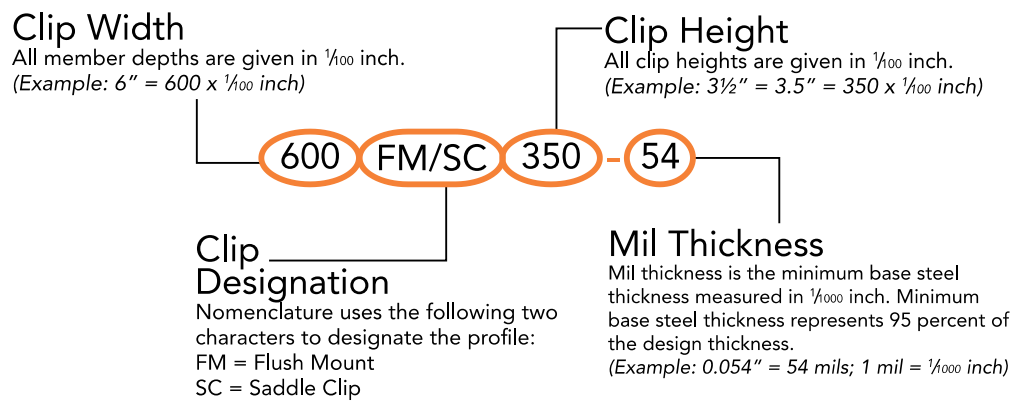 Clip Width
All member depths are given in 1/100 inch.
(Example: 6" = 600 x 1/100 inch)
Clip Height
All clip heights are given in 1/100 inch.
(Example: 3½" = 3.5" = 350 x 1/100 inch)
600 FM/SC 350 - 54
Clip
Designation
Nomenclature uses the following two
characters to designate the profile:
FM = Flush Mount
SC = Saddle Clip
Mil Thickness
Mil thickness is the minimum base steel
thickness measured in 1/1000 inch. Minimum
base steel thickness represents 95 percent of
the design thickness.
(Example: 0.054" = 54 mils; 1 mil = 1/1000 inch)